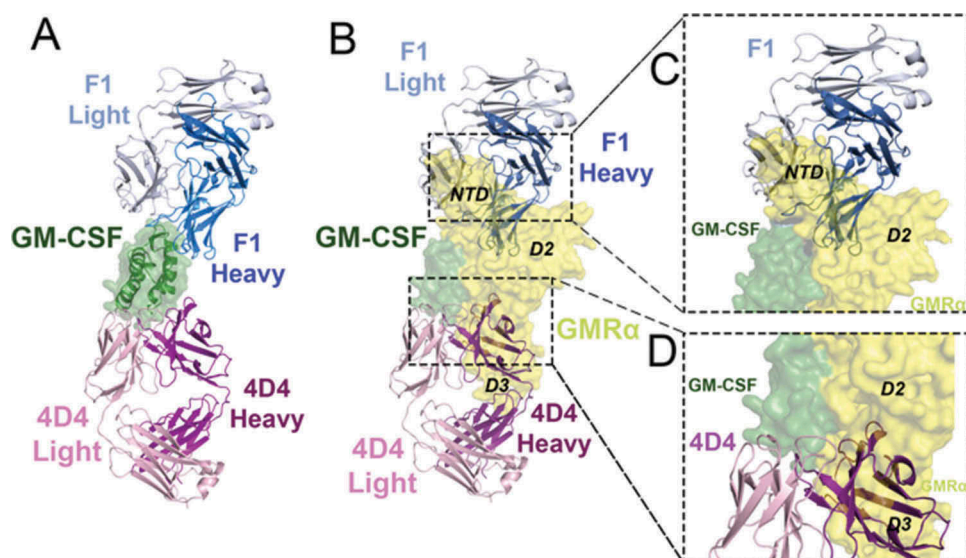 A
F1
Light
GM-CSF
F1
Heavy
4D4
Light
4D4
Heavy
B
F1
Light
F1
Heavy
NTD
GM-CSF
D2
GMRα
D3
4D4
Heavy
4D4
Light
C
F1
NTD
GM-CSF
D2
GMRα
D
GM-CSF
D2
4D4
GMRα
D3